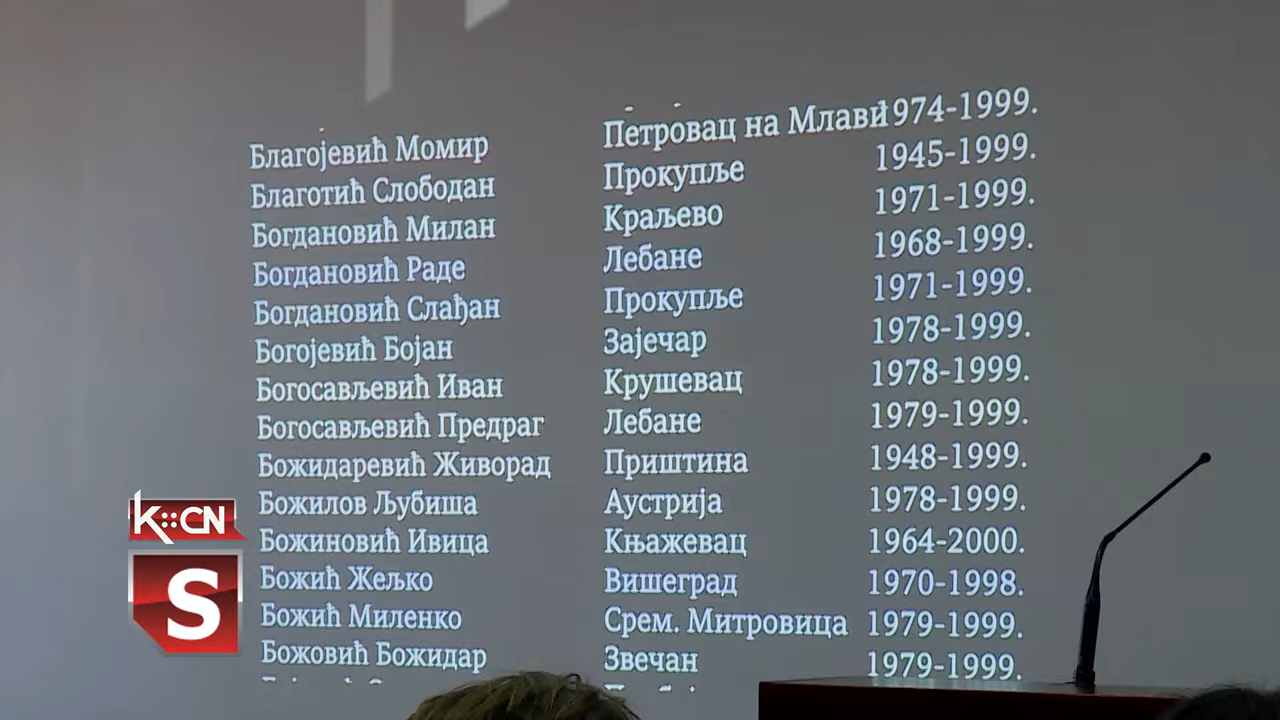 Благојевић Момир Петровац на Млави 1974-1999.
Благотић Слободан Прокупље 1945-1999.
Богдановић Милан Краљево 1971-1999.
Богдановић Раде Лебане 1968-1999.
Богдановић Слађан Прокупље 1971-1999.
Богојевић Бојан Зајечар 1978-1999.
Богосављевић Иван Крушевац 1978-1999.
Богосављевић Предраг Лебане 1979-1999.
Божидаревић Живорад Приштина 1948-1999.
Божилов Љубиша Аустрија 1978-1999.
Божиновић Ивица Књажевац 1964-2000.
Божић Жељко Вишеград 1970-1998.
Божић Миленко Срем. Митровица 1979-1999.
Божовић Божидар Звечан 1979-1999.
K::CN
S